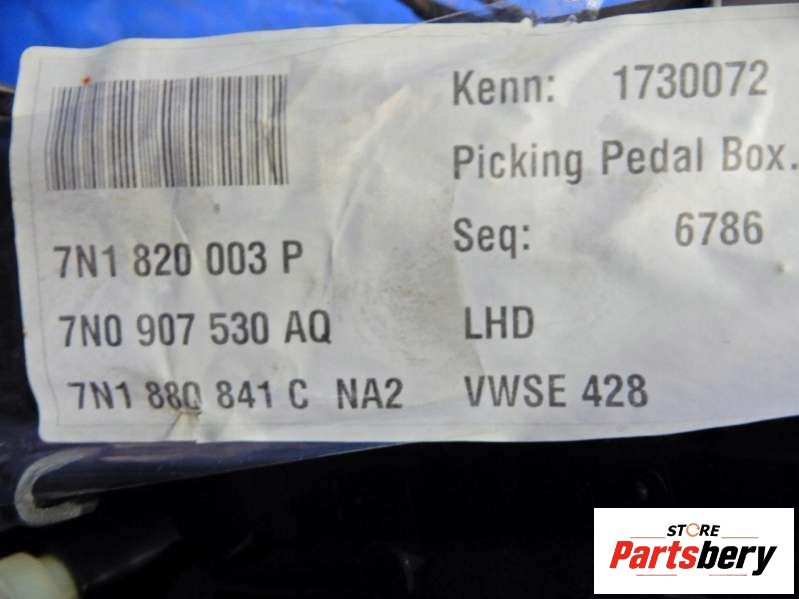 Kenn: 1730072
Picking Pedal Box.
Seq: 6786
7N1 820 003 P
7N0 907 530 AQ LHD
7N1 880 841 C NA2 VWSE 428
STORE
Partsbery